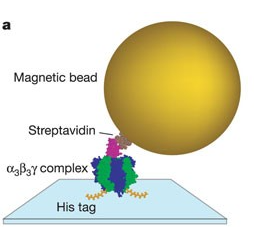 a
Magnetic bead
Streptavidin
α₃β₃γ complex
His tag